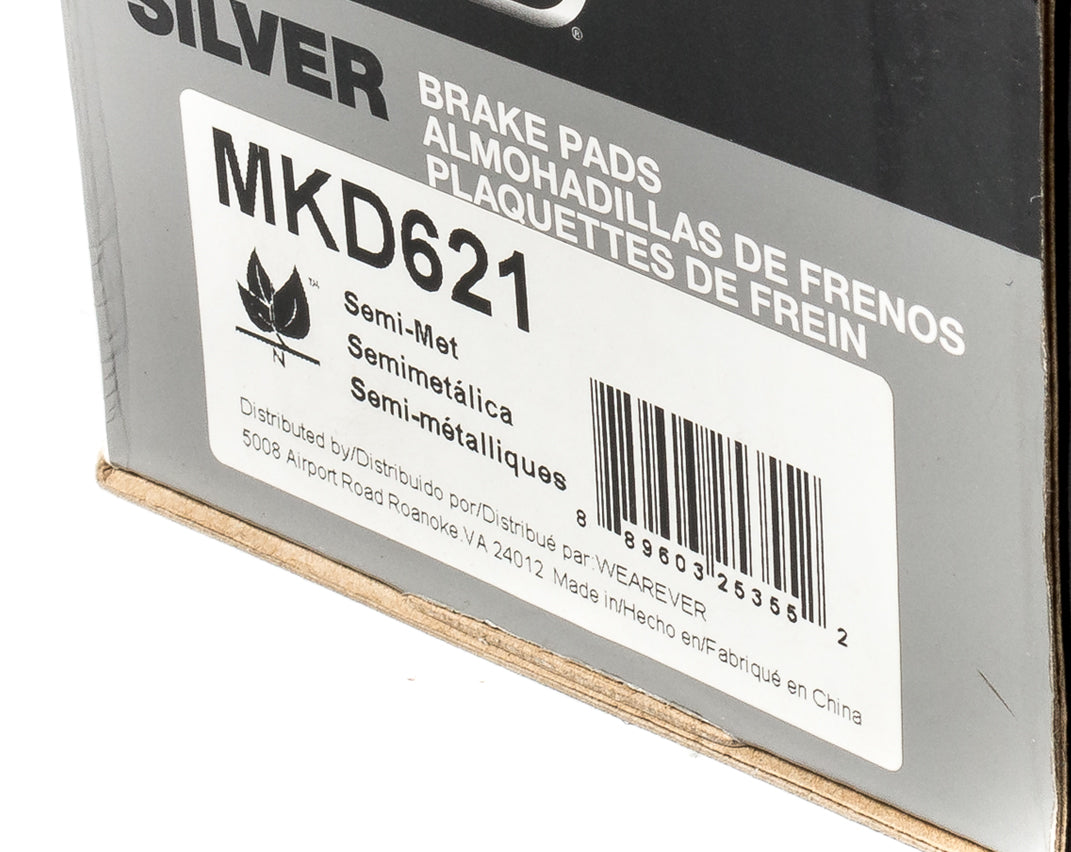 ®
SILVER
BRAKE PADS
ALMOHADILLAS DE FRENOS
PLAQUETTES DE FREIN
MKD621
™
N
Semi-Met
Semimetálica
Semi-métalliques
Distributed by/Distribuido por/Distribué par:WEAREVER
5008 Airport Road Roanoke.VA 24012 Made in/Hecho en/Fabriqué en China
8 89603 25355 2